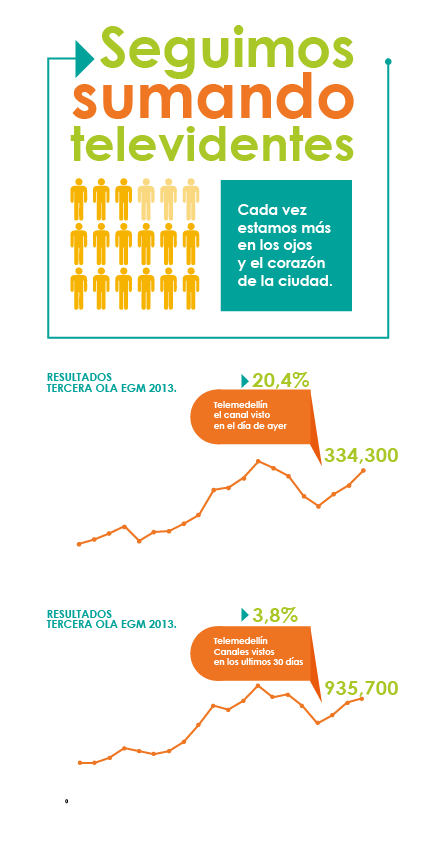 Seguimos
sumando
televidentes
Cada vez
estamos más
en los ojos
y el corazón
de la ciudad.
RESULTADOS
TERCERA OLA EGM 2013.
20,4%
Telemedellín
el canal visto
en el día de ayer
334,300
RESULTADOS
TERCERA OLA EGM 2013.
3,8%
Telemedellín
Canales vistos
en los ultimos 30 días
935,700
0